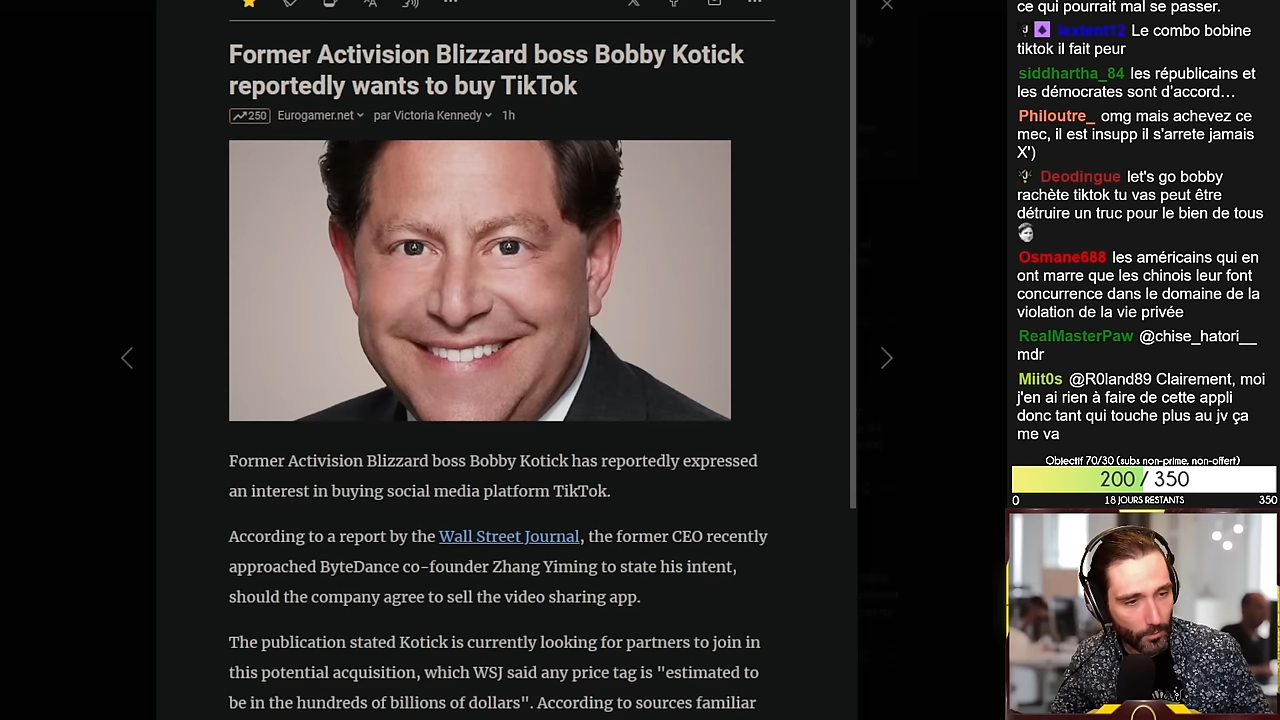 Former Activision Blizzard boss Bobby Kotick
reportedly wants to buy TikTok
250 Eurogamer.net par Victoria Kennedy 1h
Former Activision Blizzard boss Bobby Kotick has reportedly expressed
an interest in buying social media platform TikTok.
According to a report by the Wall Street Journal, the former CEO recently
approached ByteDance co-founder Zhang Yiming to state his intent,
should the company agree to sell the video sharing app.
The publication stated Kotick is currently looking for partners to join in
this potential acquisition, which WSJ said any price tag is "estimated to
be in the hundreds of billions of dollars". According to sources familiar
ce qui pourrait mal se passer.
Le combo bobine
tiktok il fait peur
siddhartha_84 les républicains et
les démocrates sont d'accord…
Philoutre_ omg mais achevez ce
mec, il est insupp il s'arrete jamais
X')
Deodingue let's go bobby
rachète tiktok tu vas peut être
détruire un truc pour le bien de tous
Osmane688 les américains qui en
ont marre que les chinois leur font
concurrence dans le domaine de la
violation de la vie privée
RealMasterPaw @chise_hatori__
mdr
Miit0s @R0land89 Clairement, moi
j'en ai rien à faire de cette appli
donc tant qui touche plus au jv ça
me va
Objectif 70/30 (subs non-prime, non-offert)
200 / 350
0 18 JOURS RESTANTS 350